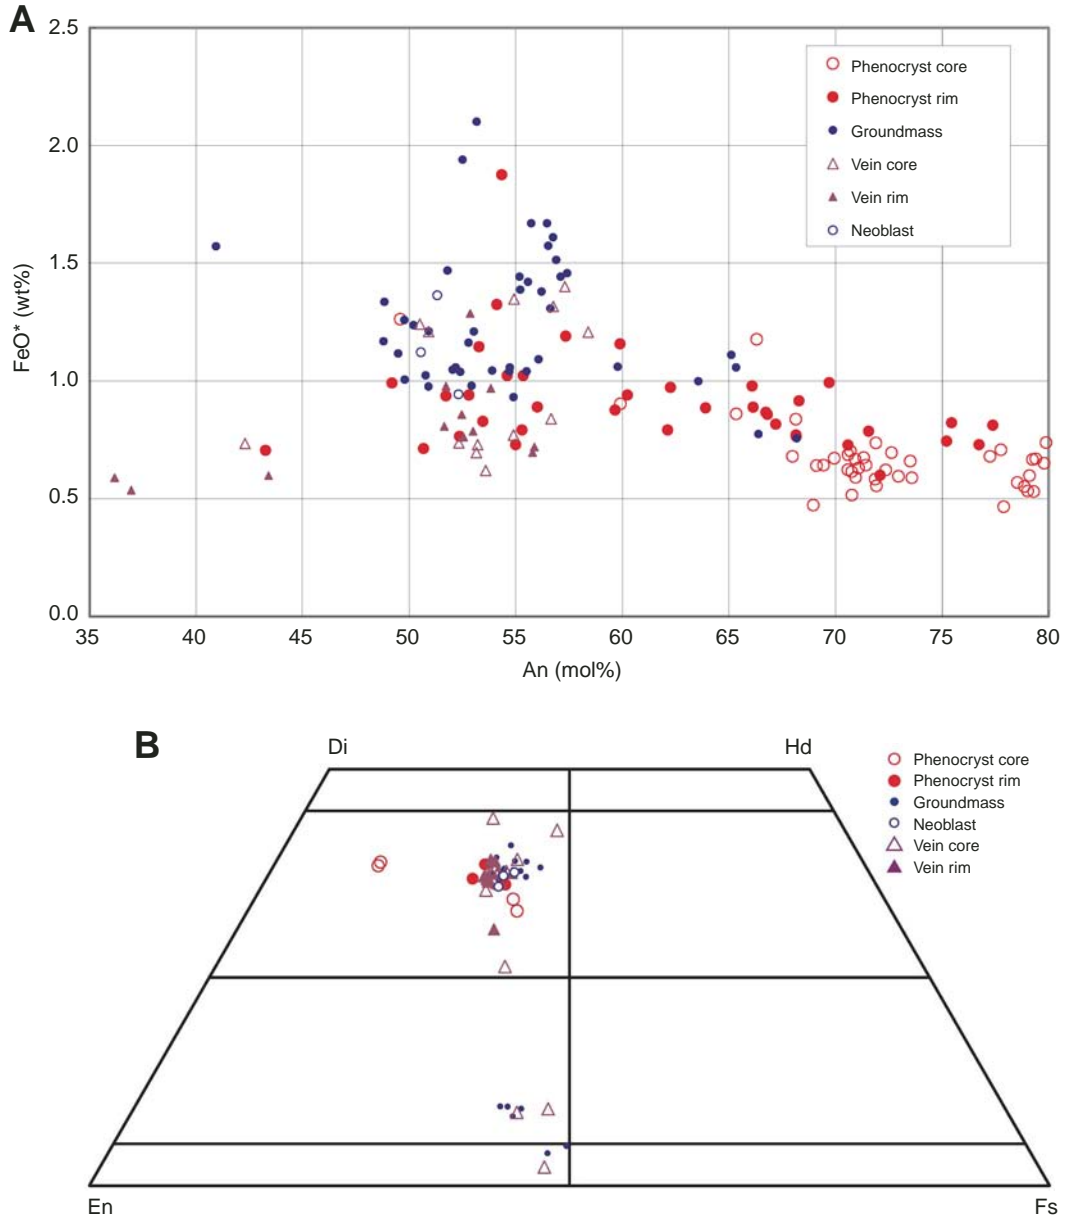 A
2.5
2.0
1.5
1.0
0.5
0.0
FeO* (wt%)
Phenocryst core
Phenocryst rim
Groundmass
Vein core
Vein rim
Neoblast
35 40 45 50 55 60 65 70 75 80
An (mol%)
B
Di Hd
Phenocryst core
Phenocryst rim
Groundmass
Neoblast
Vein core
Vein rim
En Fs